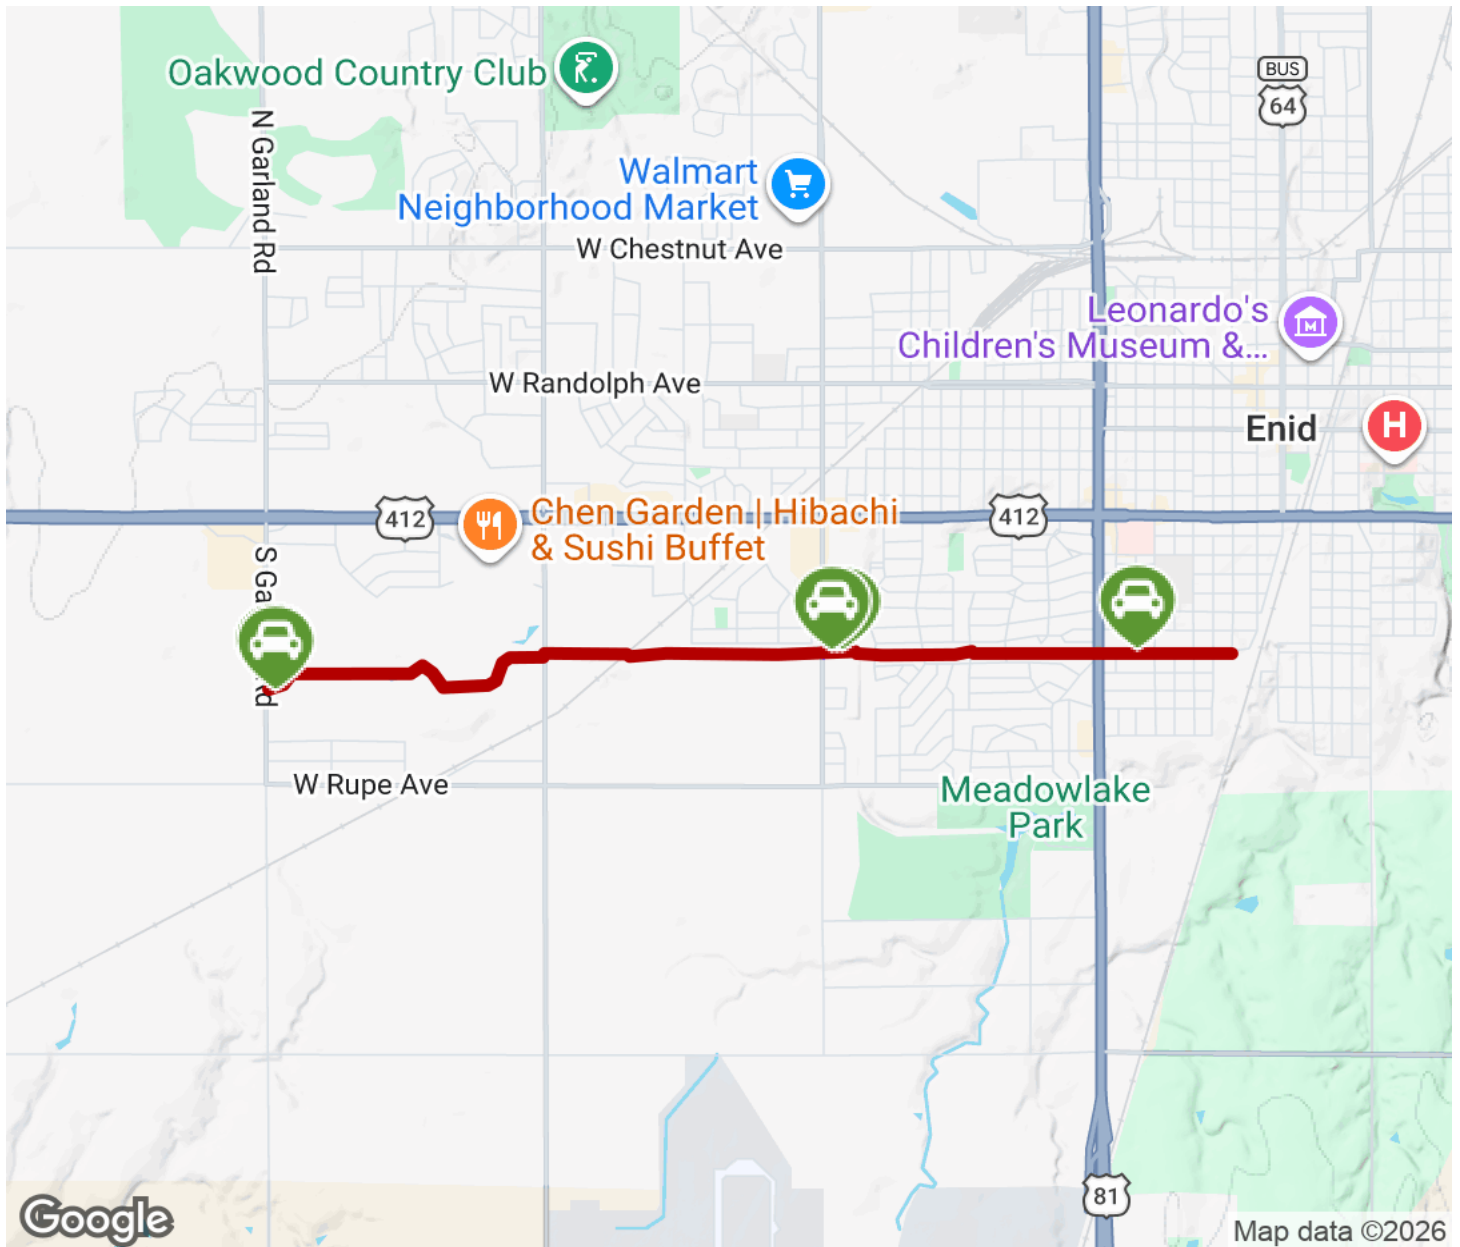 Oakwood Country Club
BUS
64
N Garland Rd
Walmart
Neighborhood Market
W Chestnut Ave
Leonardo's
Children's Museum &...
W Randolph Ave
Enid
H
412
Chen Garden | Hibachi
& Sushi Buffet
412
S Ga
Rd
W Rupe Ave
Meadowlake
Park
81
Google
Map data ©2026